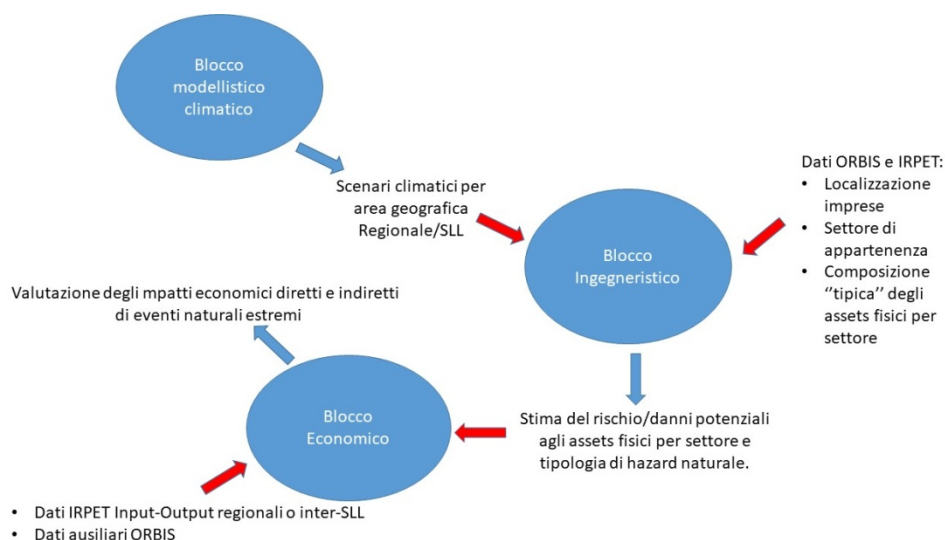 Blocco
modellistico
climatico
Scenari climatici per
area geografica
Regionale/SLL
Dati ORBIS e IRPET:
• Localizzazione
imprese
• Settore di
appartenenza
• Composizione
‘’tipica’’ degli
assets fisici per
settore
Blocco
Ingegneristico
Stima del rischio/danni potenziali
agli assets fisici per settore e
tipologia di hazard naturale.
Valutazione degli mpatti economici diretti e indiretti
di eventi naturali estremi
Blocco
Economico
• Dati IRPET Input-Output regionali o inter-SLL
• Dati ausiliari ORBIS